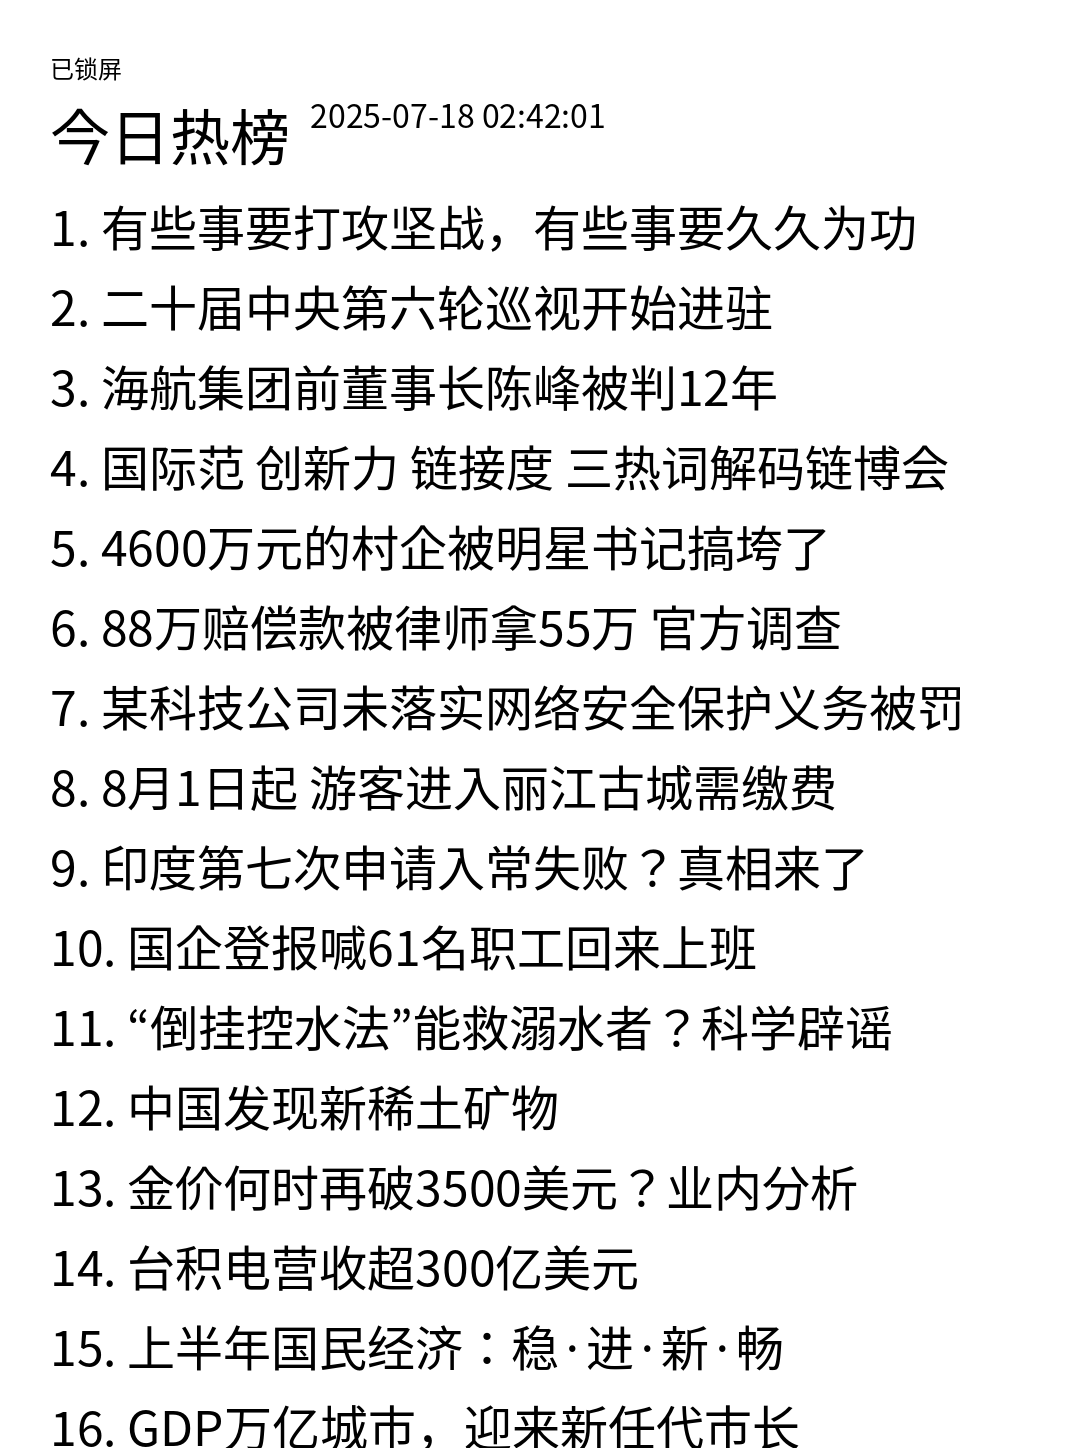 已锁屏
今日热榜 2025-07-18 02:42:01
1. 有些事要打攻坚战，有些事要久久为功
2. 二十届中央第六轮巡视开始进驻
3. 海航集团前董事长陈峰被判12年
4. 国际范 创新力 链接度 三热词解码链博会
5. 4600万元的村企被明星书记搞垮了
6. 88万赔偿款被律师拿55万 官方调查
7. 某科技公司未落实网络安全保护义务被罚
8. 8月1日起 游客进入丽江古城需缴费
9. 印度第七次申请入常失败？真相来了
10. 国企登报喊61名职工回来上班
11. “倒挂控水法”能救溺水者？科学辟谣
12. 中国发现新稀土矿物
13. 金价何时再破3500美元？业内分析
14. 台积电营收超300亿美元
15. 上半年国民经济：稳·进·新·畅
16. GDP万亿城市，迎来新任代市长